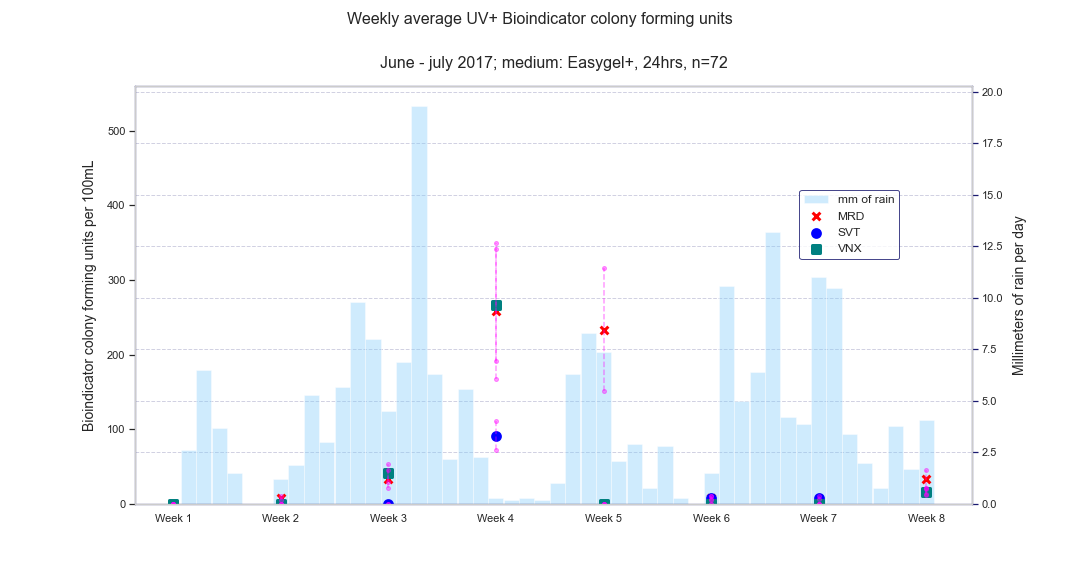 Weekly average UV+ Bioindicator colony forming units
June - july 2017; medium: Easygel+, 24hrs, n=72
Bioindicator colony forming units per 100mL
500
400
300
200
100
0
20.0
17.5
15.0
12.5
10.0
7.5
5.0
2.5
0.0
Millimeters of rain per day
mm of rain
MRD
SVT
VNX
Week 1 Week 2 Week 3 Week 4 Week 5 Week 6 Week 7 Week 8